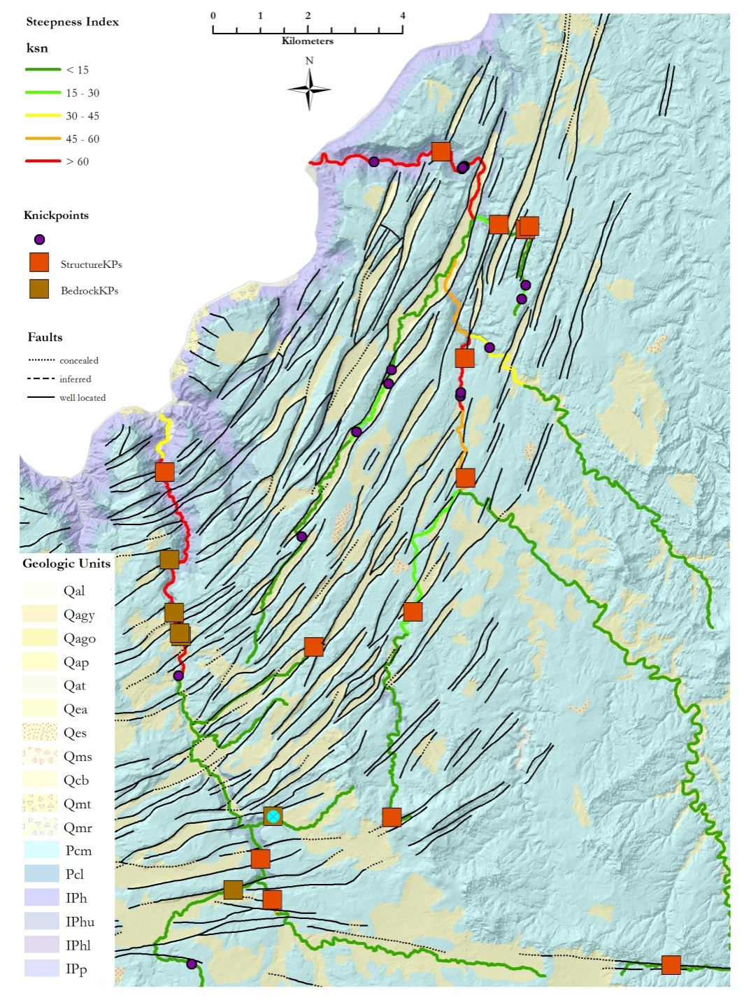 Steepness Index
ksn
< 15
15 - 30
30 - 45
45 - 60
> 60
0 1 2 4
Kilometers
N
Knickpoints
StructureKPs
BedrockKPs
Faults
concealed
inferred
well located
Geologic Units
Qal
Qagy
Qago
Qap
Qat
Qea
Qes
Qms
Qcb
Qmt
Qmr
Pcm
Pcl
IPh
IPhu
IPhl
IPp